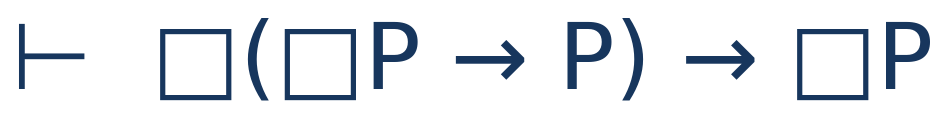 ⊢ □(□P → P) → □P